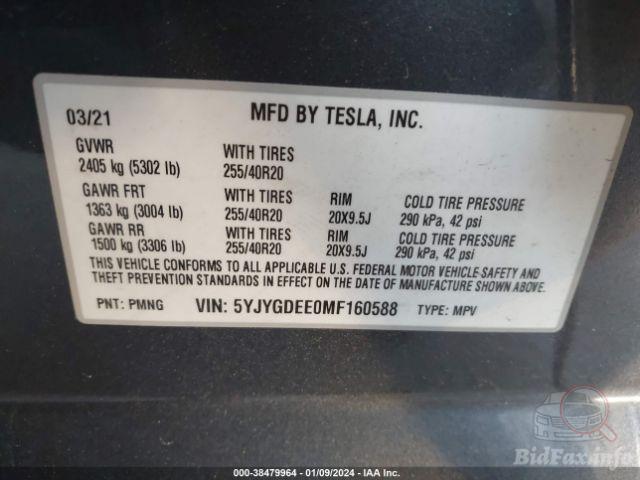 03/21 MFD BY TESLA, INC.
GVWR
2405 kg (5302 lb) WITH TIRES
255/40R20
GAWR FRT
1363 kg (3004 lb) WITH TIRES
255/40R20 RIM
20X9.5J COLD TIRE PRESSURE
290 kPa, 42 psi
GAWR RR
1500 kg (3306 lb) WITH TIRES
255/40R20 RIM
20X9.5J COLD TIRE PRESSURE
290 kPa, 42 psi
THIS VEHICLE CONFORMS TO ALL APPLICABLE U.S. FEDERAL MOTOR VEHICLE SAFETY AND
THEFT PREVENTION STANDARDS IN EFFECT ON THE DATE OF MANUFACTURE SHOWN ABOVE.
PNT: PMNG VIN: 5YJYGDEE0MF160588 TYPE: MPV
BidFax.info
000-38479964 - 01/09/2024 - IAA Inc.